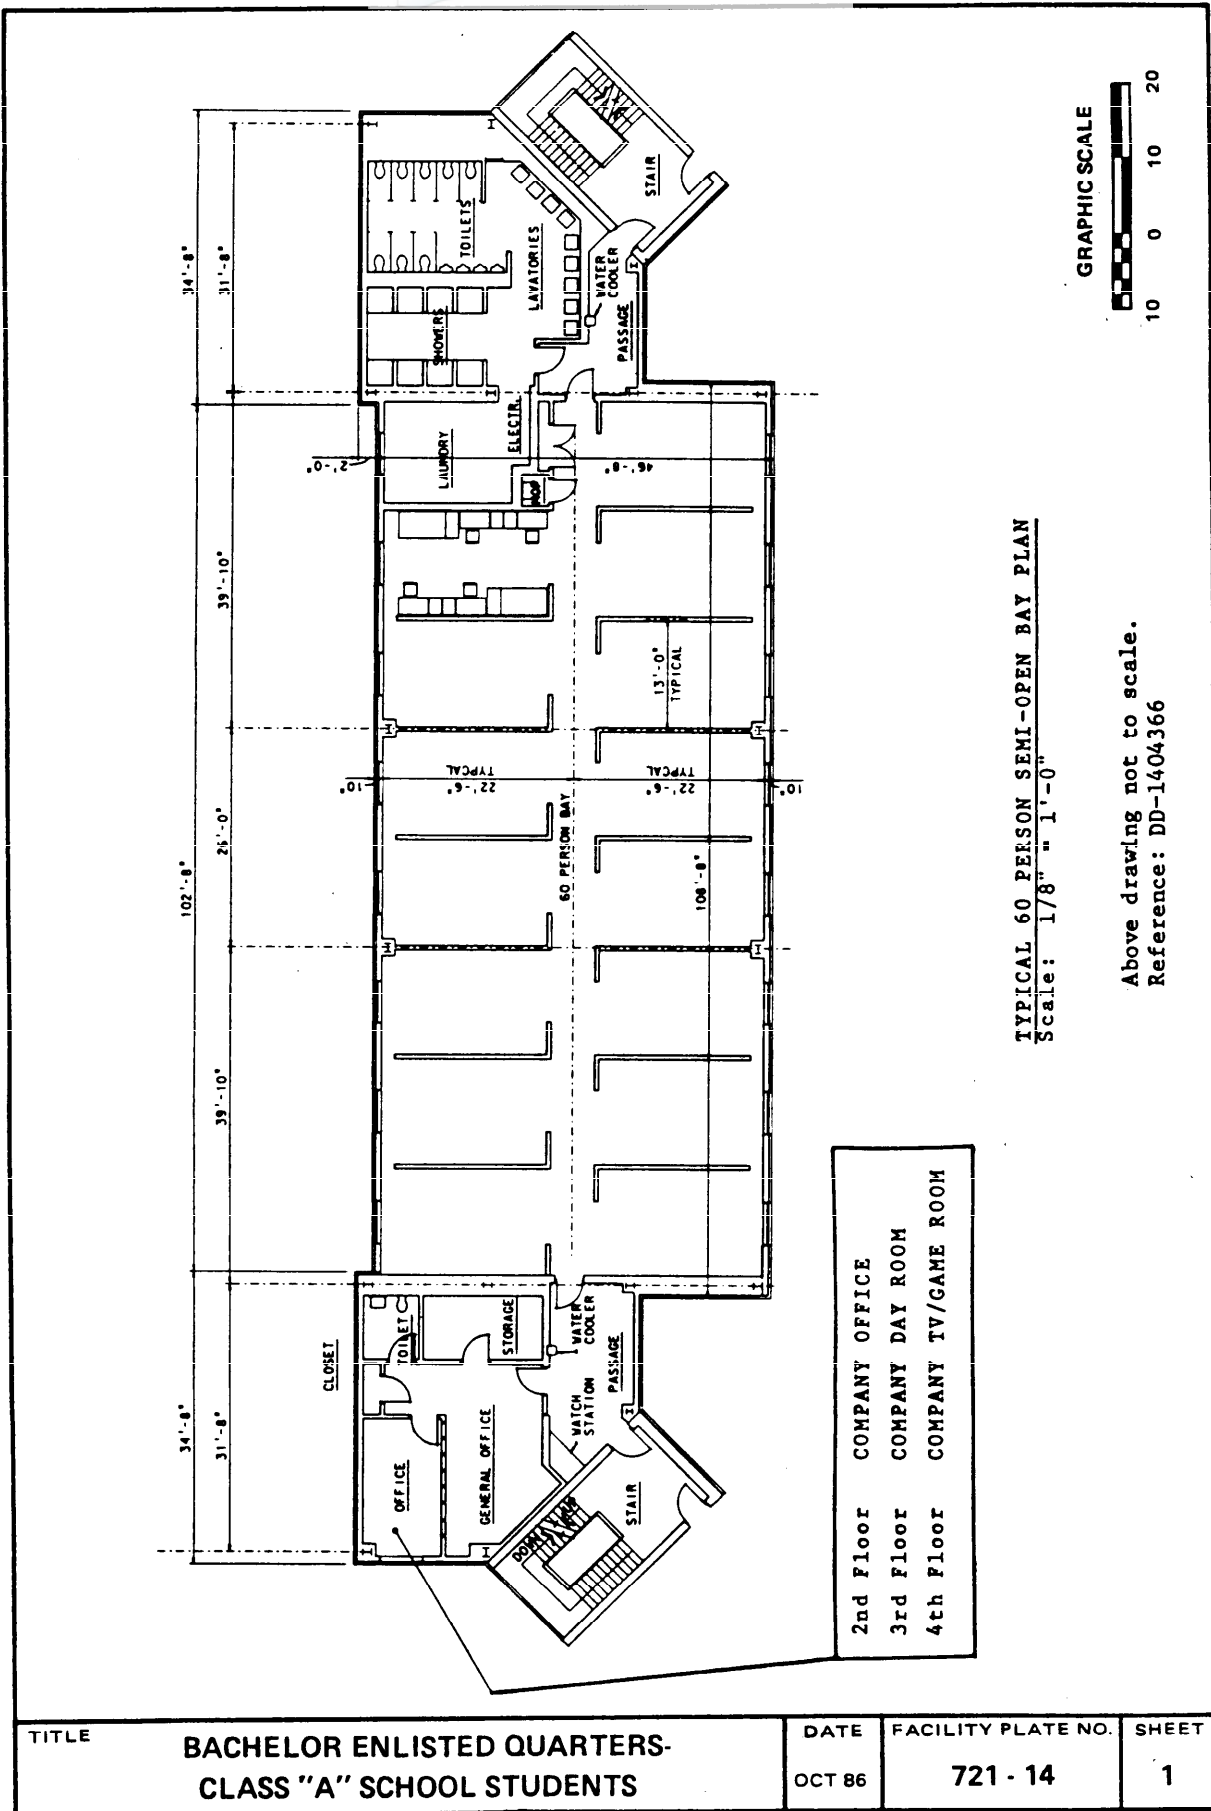 34'-8"
31'-8"
102'-8"
39'-10"
26'-0"
39'-10"
34'-8"
31'-8"
TOILETS
LAVATORIES
SHOWERS
WATER
COOLER
PASSAGE
STAIR
LAUNDRY
ELECTR.
MOP
2'-0"
46'-8"
13'-0"
TYPICAL
10"
22'-6"
TYPCAL
22'-6"
TYPCAL
10"
60 PERSON BAY
108'-8"
CLOSET
TOILET
STORAGE
WATER
COOLER
PASSAGE
WATCH
STATION
OFFICE
GENERAL OFFICE
STAIR
DOWN
GRAPHIC SCALE
10 0 10 20
TYPICAL 60 PERSON SEMI-OPEN BAY PLAN
Scale: 1/8" = 1'-0"
Above drawing not to scale.
Reference: DD-1404366
2nd Floor COMPANY OFFICE
3rd Floor COMPANY DAY ROOM
4th Floor COMPANY TV/GAME ROOM
TITLE
BACHELOR ENLISTED QUARTERS-
CLASS "A" SCHOOL STUDENTS
DATE
OCT 86
FACILITY PLATE NO.
721 - 14
SHEET
1